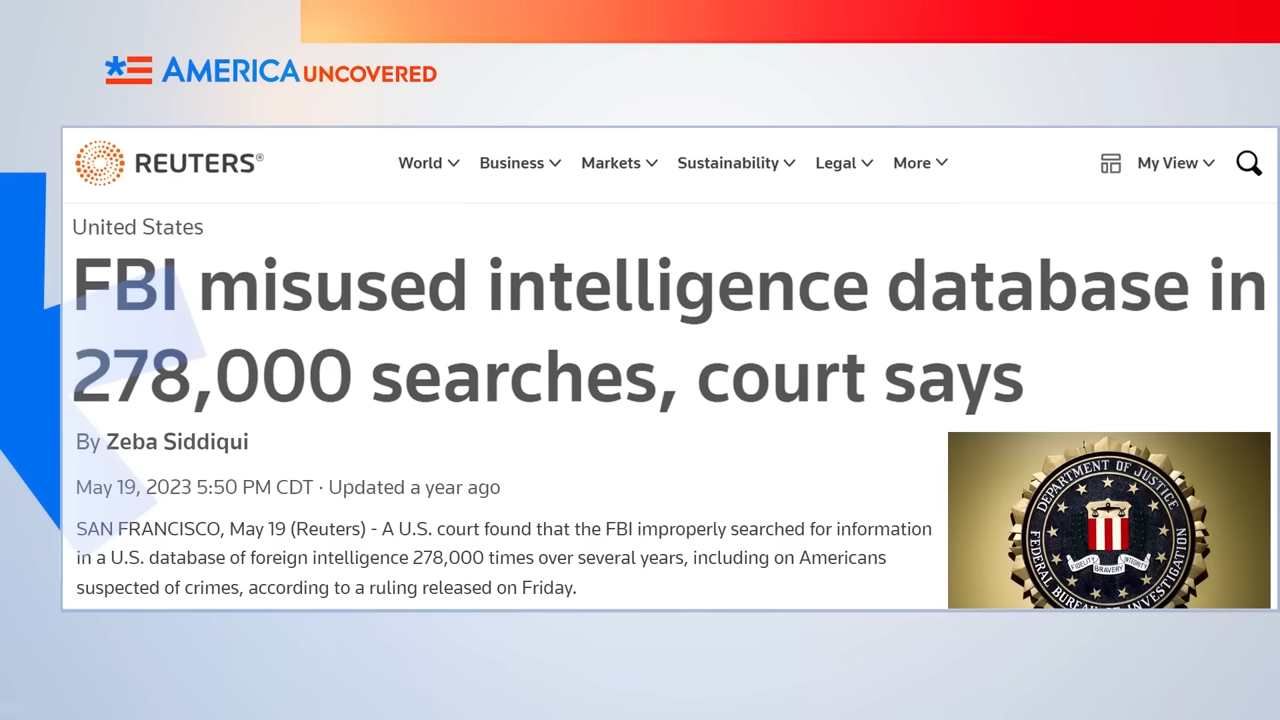 AMERICA UNCOVERED
REUTERS®
World Business Markets Sustainability Legal More My View
United States
FBI misused intelligence database in
278,000 searches, court says
By Zeba Siddiqui
May 19, 2023 5:50 PM CDT · Updated a year ago
SAN FRANCISCO, May 19 (Reuters) - A U.S. court found that the FBI improperly searched for information
in a U.S. database of foreign intelligence 278,000 times over several years, including on Americans
suspected of crimes, according to a ruling released on Friday.
DEPARTMENT OF JUSTICE
FIDELITY BRAVERY INTEGRITY
FEDERAL BUREAU OF INVESTIGATION